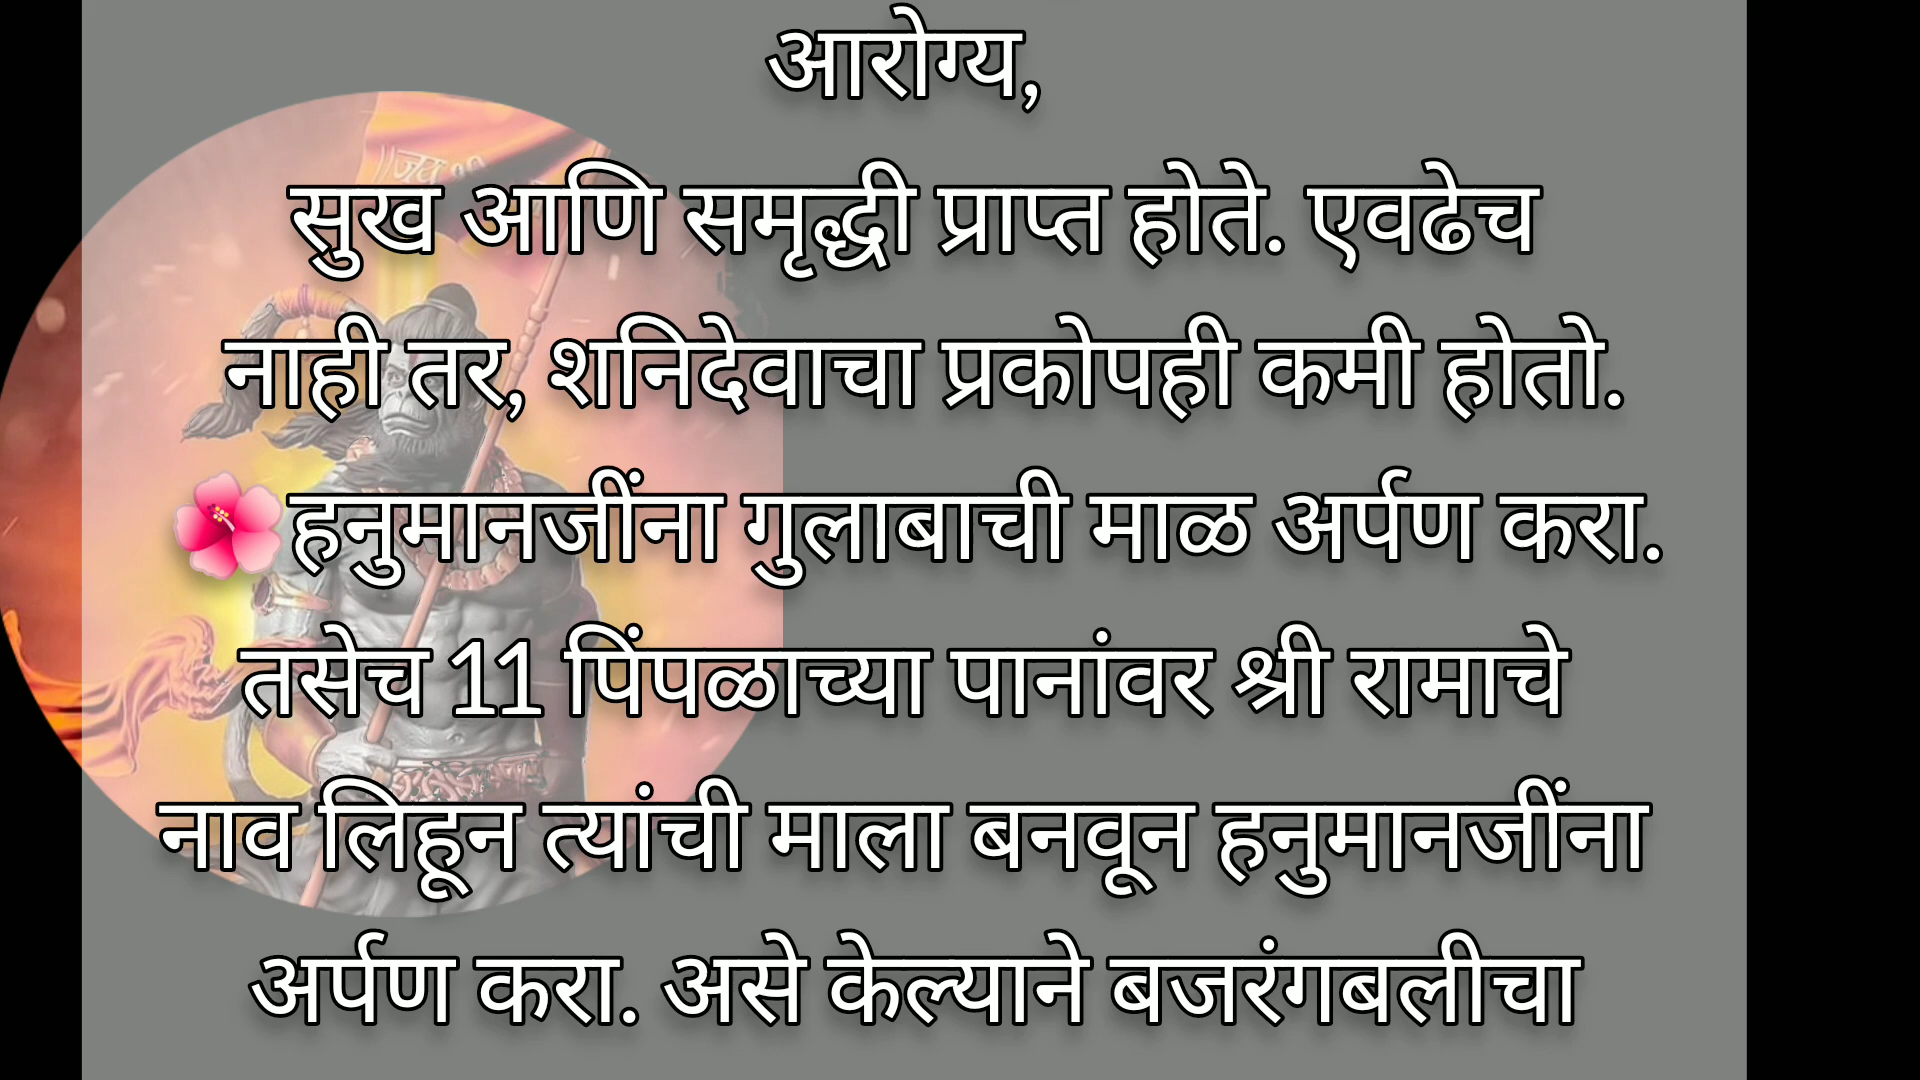 आरोग्य,
॥जय
सुख आणि समृद्धी प्राप्त होते. एवढेच
नाही तर, शनिदेवाचा प्रकोपही कमी होतो.
🌺हनुमानजींना गुलाबाची माळ अर्पण करा.
तसेच 11 पिंपळाच्या पानांवर श्री रामाचे
नाव लिहून त्यांची माला बनवून हनुमानजींना
अर्पण करा. असे केल्याने बजरंगबलीचा